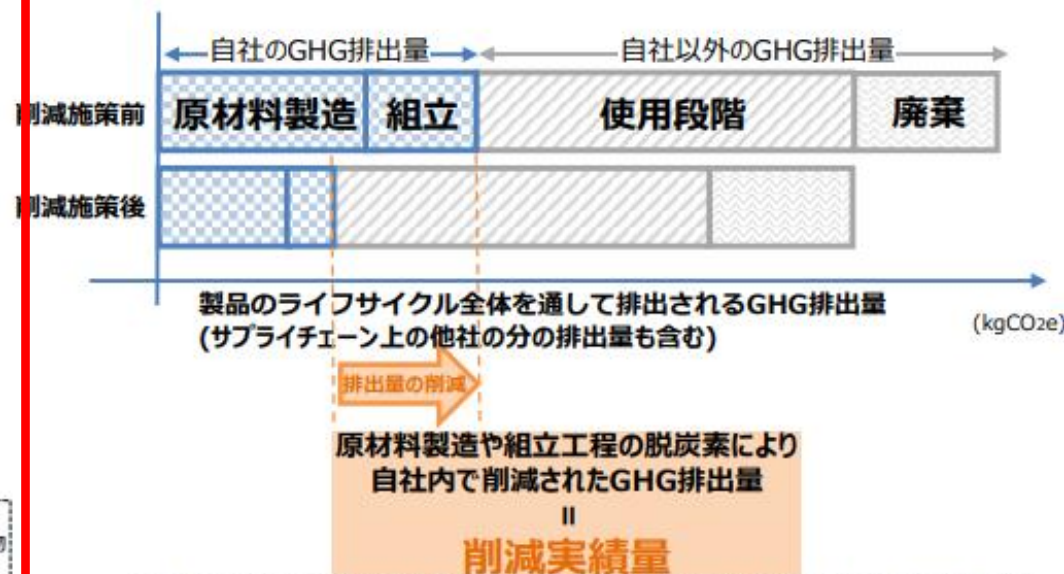 自社のGHG排出量 自社以外のGHG排出量
削減施策前 原材料製造 組立 使用段階 廃棄
削減施策後
製品のライフサイクル全体を通して排出されるGHG排出量
(サプライチェーン上の他社の分の排出量も含む)
(kgCO2e)
排出量の削減
原材料製造や組立工程の脱炭素により
自社内で削減されたGHG排出量
=
削減実績量